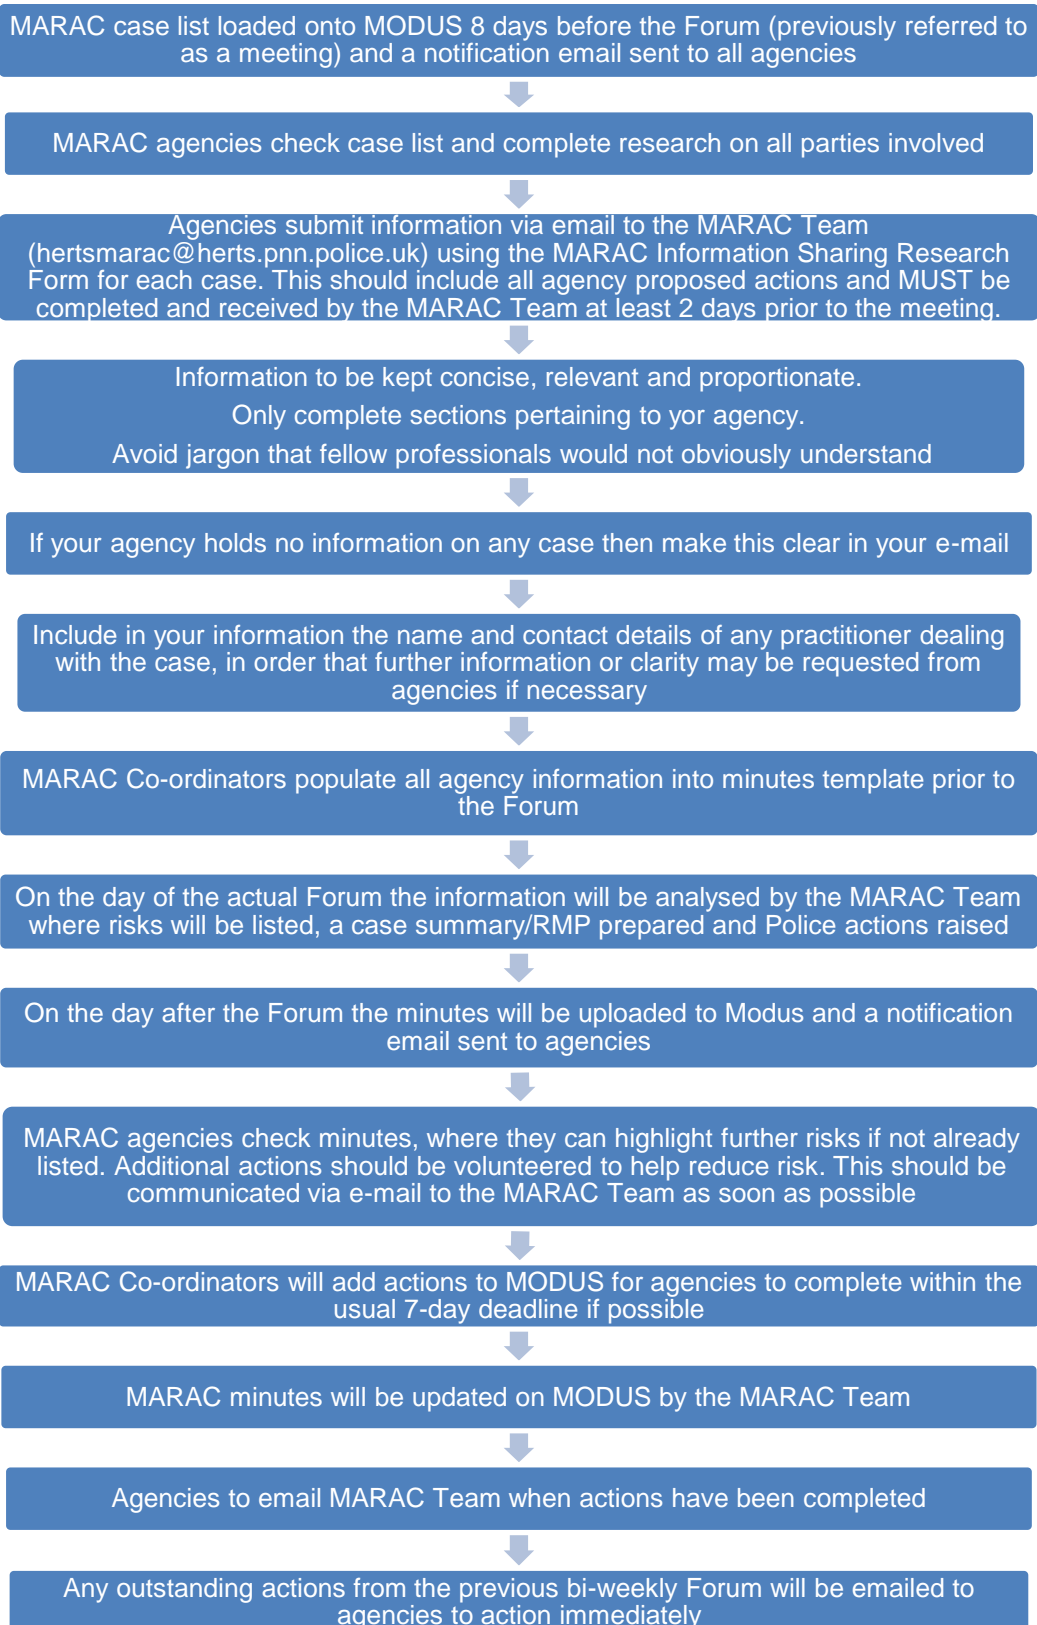 MARAC case list loaded onto MODUS 8 days before the Forum (previously referred to
as a meeting) and a notification email sent to all agencies
MARAC agencies check case list and complete research on all parties involved
Agencies submit information via email to the MARAC Team
(hertsmarac@herts.pnn.police.uk) using the MARAC Information Sharing Research
Form for each case. This should include all agency proposed actions and MUST be
completed and received by the MARAC Team at least 2 days prior to the meeting.
Information to be kept concise, relevant and proportionate.
Only complete sections pertaining to yor agency.
Avoid jargon that fellow professionals would not obviously understand
If your agency holds no information on any case then make this clear in your e-mail
Include in your information the name and contact details of any practitioner dealing
with the case, in order that further information or clarity may be requested from
agencies if necessary
MARAC Co-ordinators populate all agency information into minutes template prior to
the Forum
On the day of the actual Forum the information will be analysed by the MARAC Team
where risks will be listed, a case summary/RMP prepared and Police actions raised
On the day after the Forum the minutes will be uploaded to Modus and a notification
email sent to agencies
MARAC agencies check minutes, where they can highlight further risks if not already
listed. Additional actions should be volunteered to help reduce risk. This should be
communicated via e-mail to the MARAC Team as soon as possible
MARAC Co-ordinators will add actions to MODUS for agencies to complete within the
usual 7-day deadline if possible
MARAC minutes will be updated on MODUS by the MARAC Team
Agencies to email MARAC Team when actions have been completed
Any outstanding actions from the previous bi-weekly Forum will be emailed to
agencies to action immediately